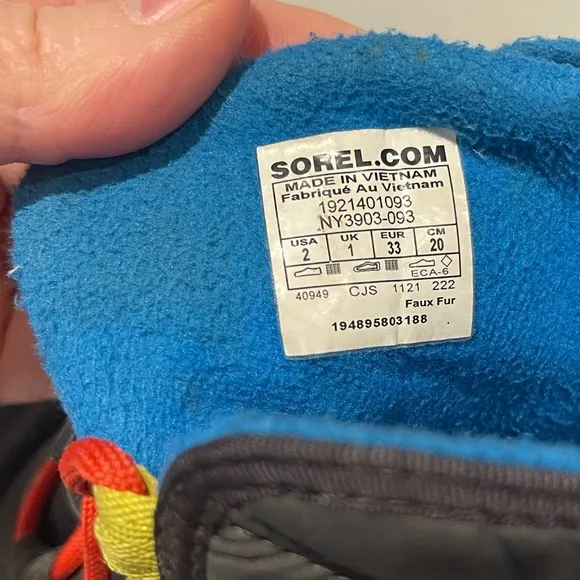 SOREL.COM
MADE IN VIETNAM
Fabriqué Au Vietnam
1921401093
NY3903-093
USA UK EUR CM
2 1 33 20
ECA-6
40949 CJS 1121 222
Faux Fur
194895803188